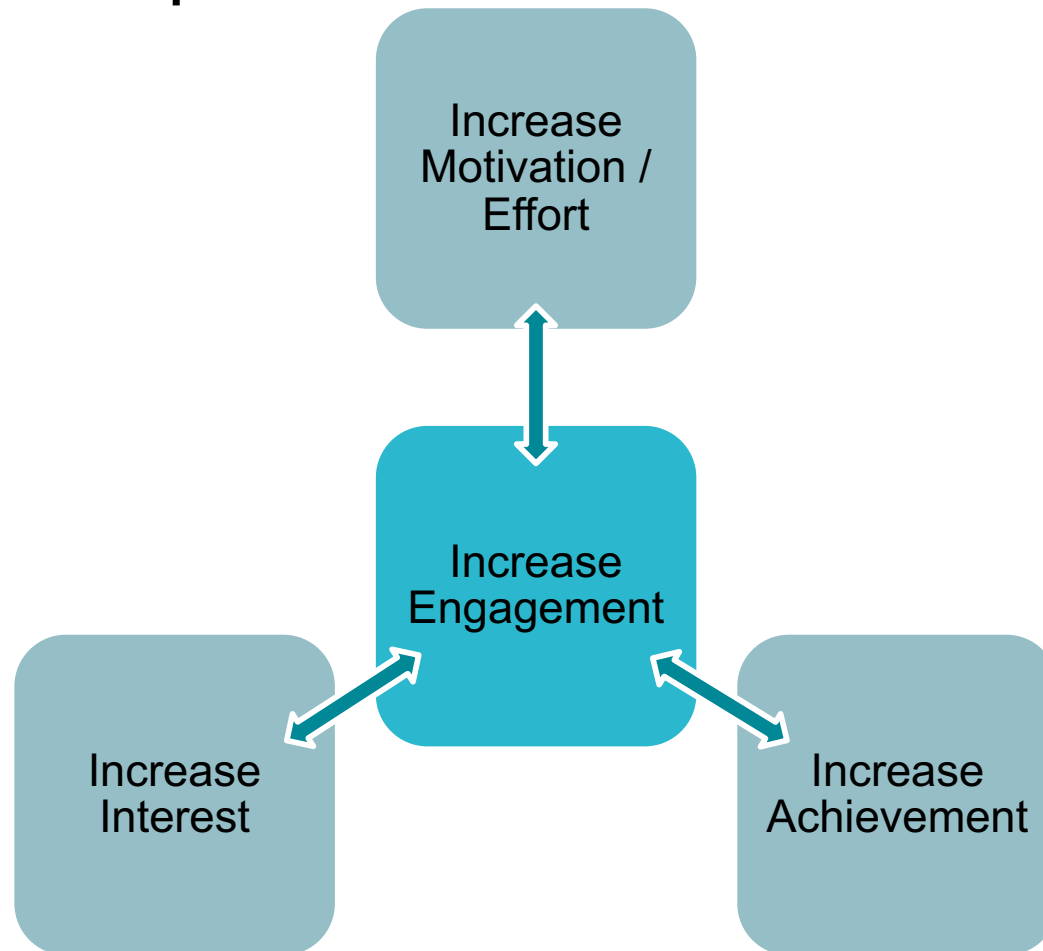 Increase
Motivation /
Effort
Increase
Engagement
Increase
Interest
Increase
Achievement